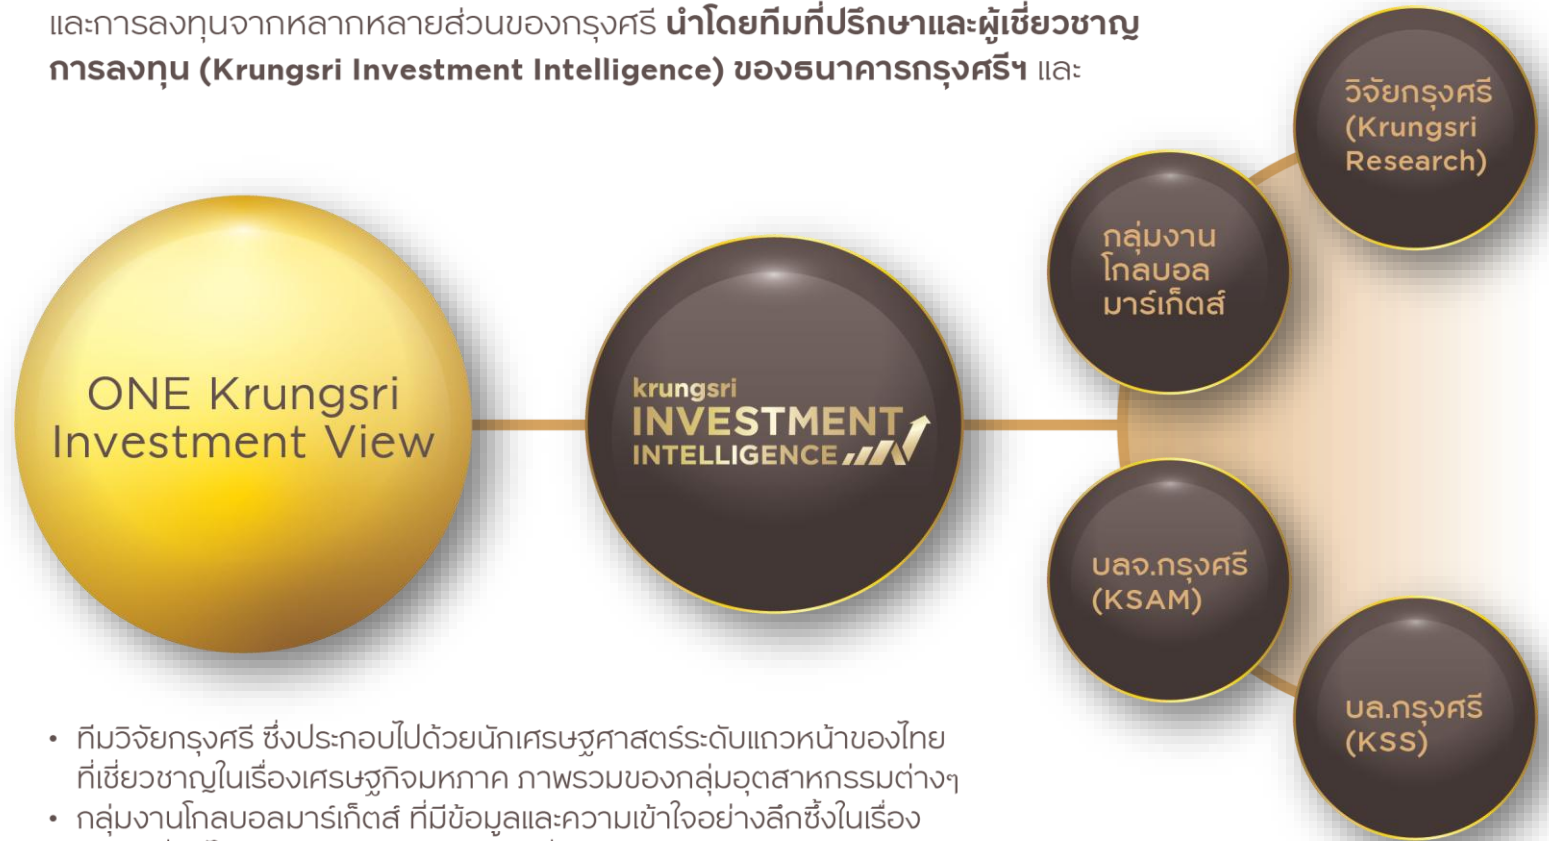 และการลงทุนจากหลากหลายส่วนของกรุงศรี นำโดยทีมที่ปรึกษาและผู้เชี่ยวชาญ
การลงทุน (Krungsri Investment Intelligence) ของธนาคารกรุงศรีฯ และ
วิจัยกรุงศรี
(Krungsri
Research)
กลุ่มงาน
โกลบอล
มาร์เก็ตส์
ONE Krungsri
Investment View
krungsri
INVESTMENT
INTELLIGENCE
บลจ.กรุงศรี
(KSAM)
บล.กรุงศรี
(KSS)
• ทีมวิจัยกรุงศรี ซึ่งประกอบไปด้วยนักเศรษฐศาสตร์ระดับแถวหน้าของไทย
ที่เชี่ยวชาญในเรื่องเศรษฐกิจมหภาค ภาพรวมของกลุ่มอุตสาหกรรมต่างๆ
• กลุ่มงานโกลบอลมาร์เก็ตส์ ที่มีข้อมูลและความเข้าใจอย่างลึกซึ้งในเรื่อง